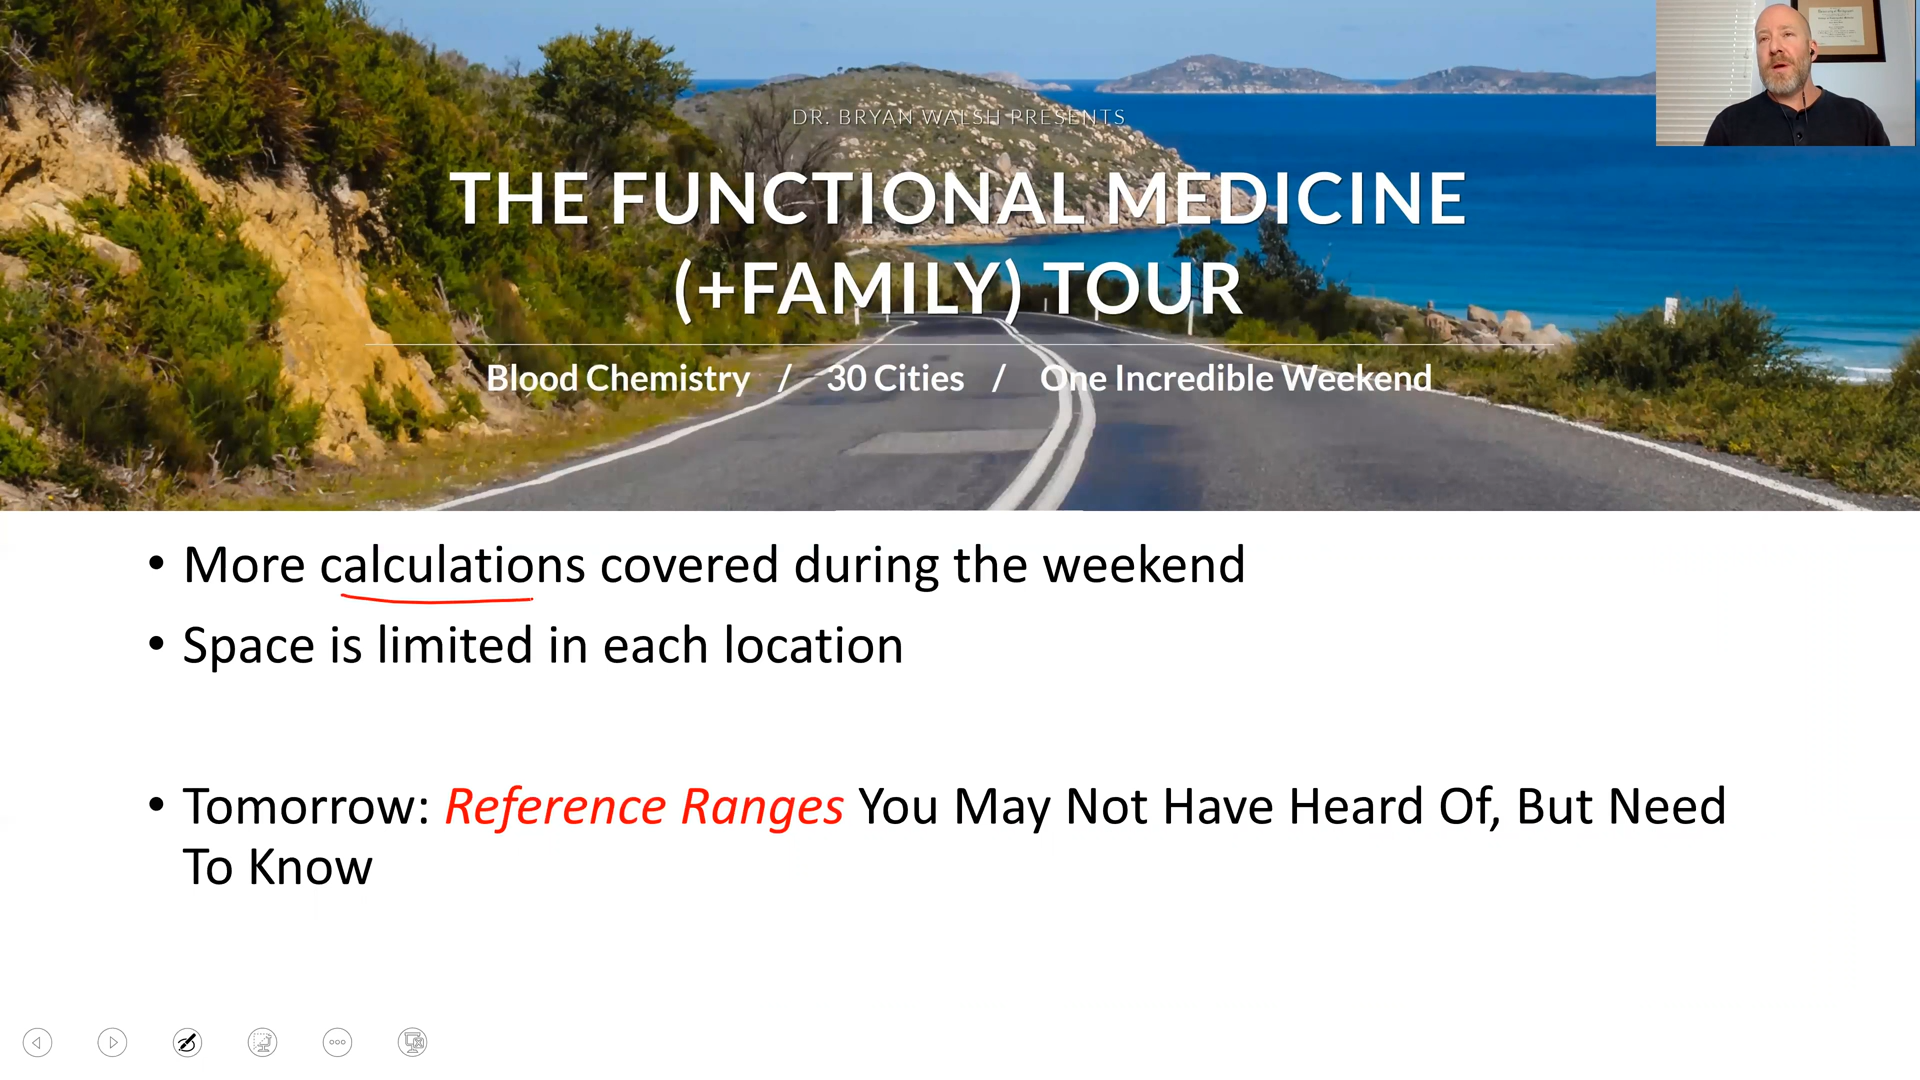 DR. BRYAN WALSH PRESENTS
THE FUNCTIONAL MEDICINE
(+FAMILY) TOUR
Blood Chemistry / 30 Cities / One Incredible Weekend
• More calculations covered during the weekend
• Space is limited in each location
• Tomorrow: Reference Ranges You May Not Have Heard Of, But Need
To Know